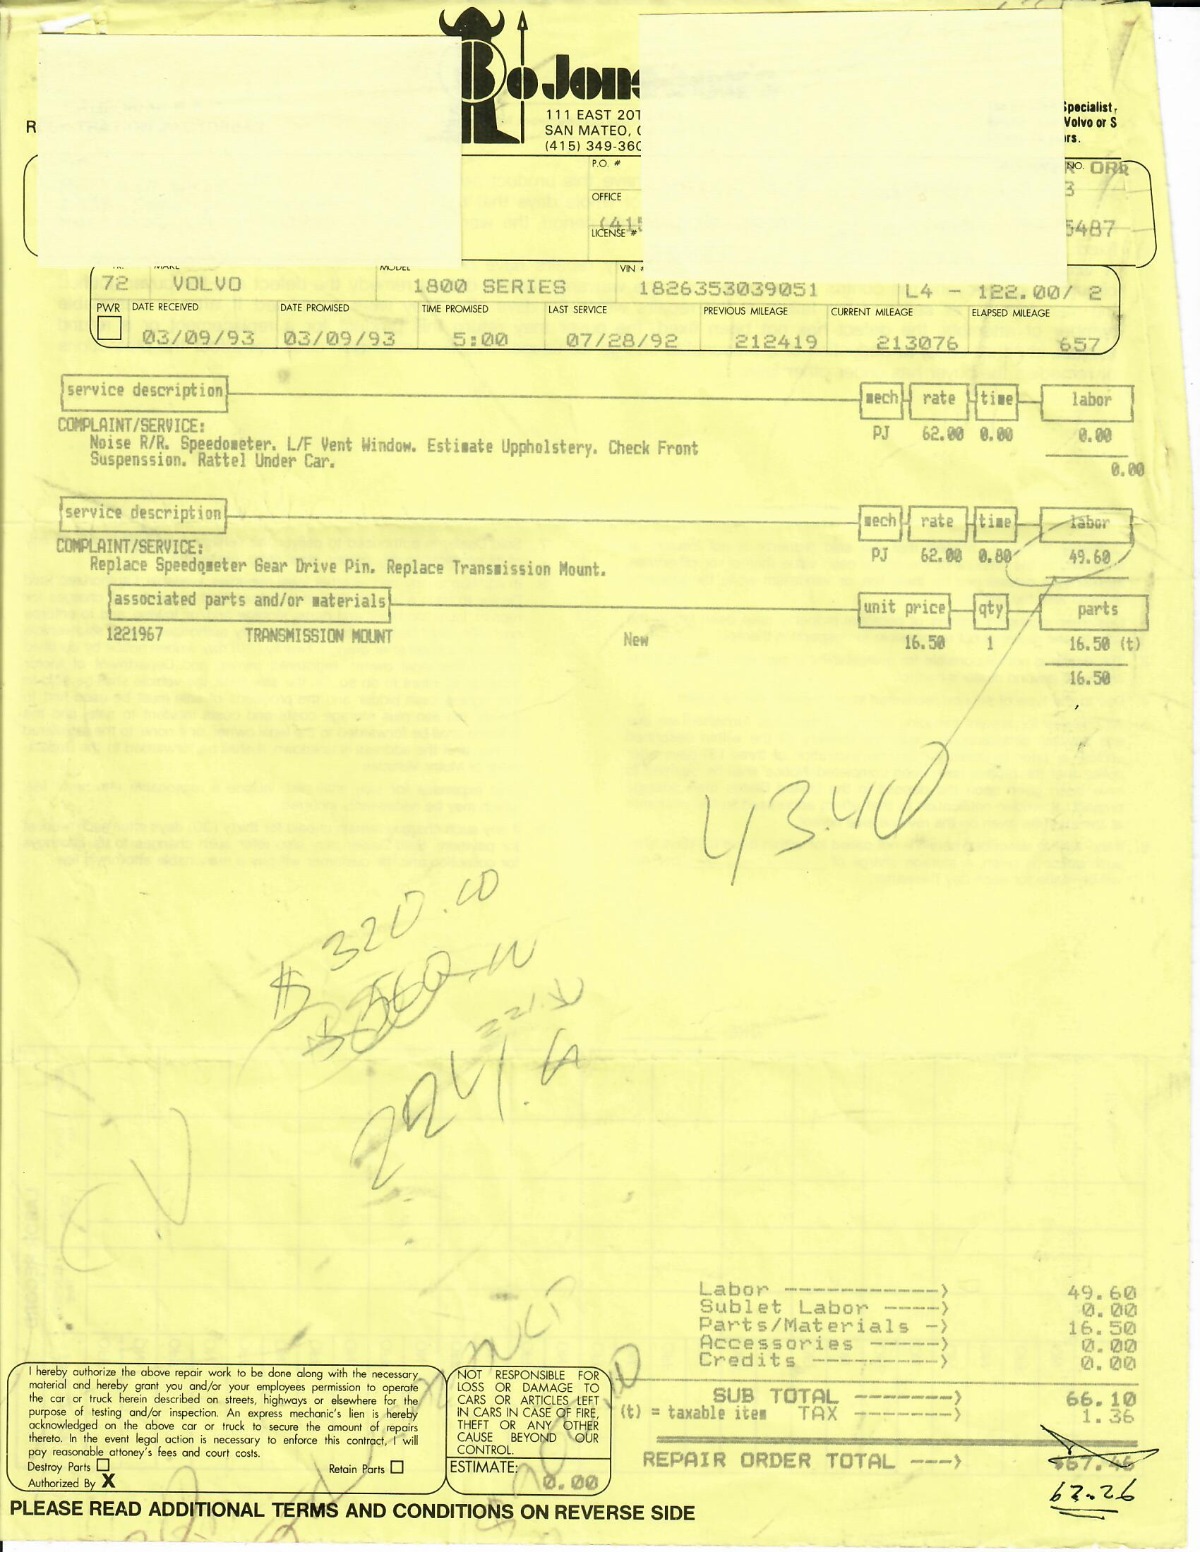 Bo Jons
111 EAST 20T
SAN MATEO, C
(415) 349-360
Specialist,
Volvo or S
rs.
R
P.O. #
NO.
OFFICE
3
(415
5487
LICENSE #
MAKE MODEL VIN #
72 VOLVO 1800 SERIES 1826353039051 L4 - 122.00/ 2
PWR DATE RECEIVED DATE PROMISED TIME PROMISED LAST SERVICE PREVIOUS MILEAGE CURRENT MILEAGE ELAPSED MILEAGE
03/09/93 03/09/93 5:00 07/28/92 212419 213076 657
service description mech rate time labor
COMPLAINT/SERVICE: PJ 62.00 0.00 0.00
Noise R/R. Speedometer. L/F Vent Window. Estimate Uppholstery. Check Front
Suspenssion. Rattel Under Car.
0.00
service description mech rate time labor
COMPLAINT/SERVICE: PJ 62.00 0.80 49.60
Replace Speedometer Gear Drive Pin. Replace Transmission Mount.
associated parts and/or materials unit price qty parts
1221967 TRANSMISSION MOUNT New 16.50 1 16.50 (t)
16.50
43.40
$ 320.00
Labor ------------> 49.60
Sublet Labor -----> 0.00
Parts/Materials -> 16.50
Accessories -----> 0.00
Credits ---------> 0.00
SUB TOTAL -------> 66.10
(t) = taxable item TAX --------> 1.36
REPAIR ORDER TOTAL ---> $67.46
62.26
I hereby authorize the above repair work to be done along with the necessary
material and hereby grant you and/or your employees permission to operate
the car or truck herein described on streets, highways or elsewhere for the
purpose of testing and/or inspection. An express mechanic's lien is hereby
acknowledged on the above car or truck to secure the amount of repairs
thereto. In the event legal action is necessary to enforce this contract, I will
pay reasonable attorney's fees and court costs.
Destroy Parts Retain Parts
Authorized By X
NOT RESPONSIBLE FOR
LOSS OR DAMAGE TO
CARS OR ARTICLES LEFT
IN CARS IN CASE OF FIRE,
THEFT OR ANY OTHER
CAUSE BEYOND OUR
CONTROL.
ESTIMATE:
0.00
PLEASE READ ADDITIONAL TERMS AND CONDITIONS ON REVERSE SIDE